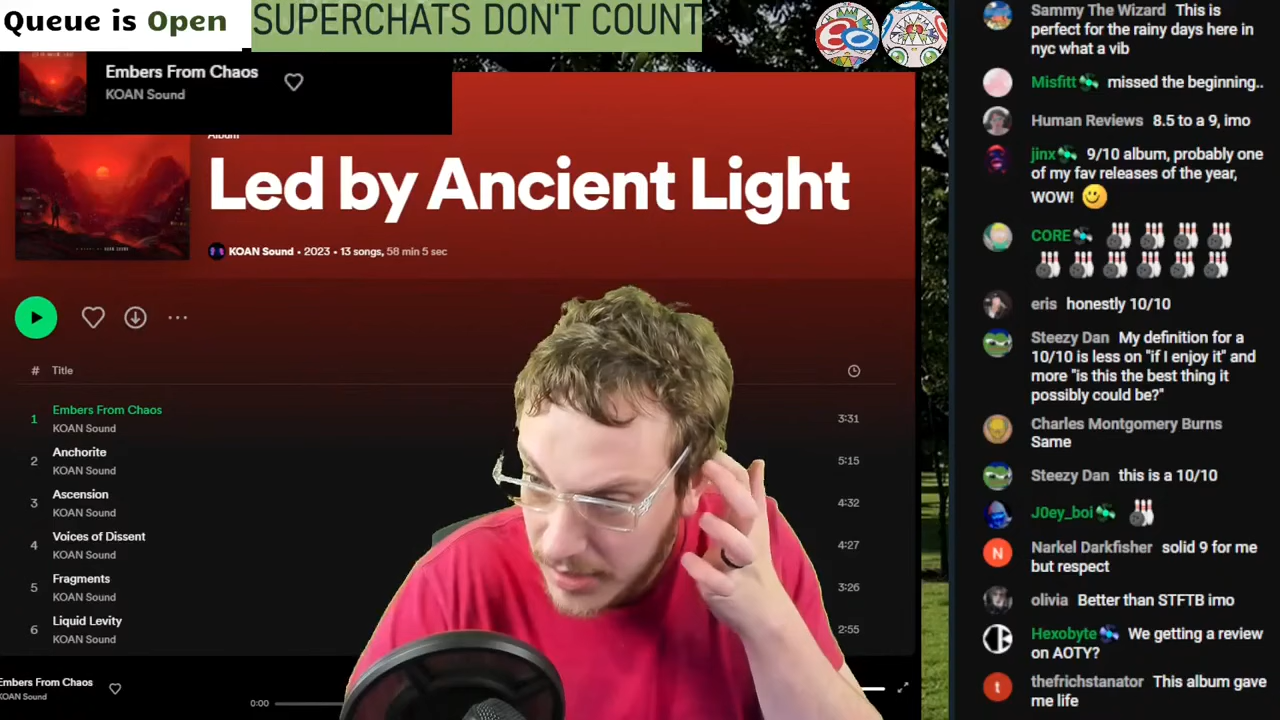 Queue is Open
SUPERCHATS DON'T COUNT
Embers From Chaos
KOAN Sound
Album
Led by Ancient Light
KOAN Sound • 2023 • 13 songs, 58 min 5 sec
# Title
1 Embers From Chaos 3:31
KOAN Sound
2 Anchorite 5:15
KOAN Sound
3 Ascension 4:32
KOAN Sound
4 Voices of Dissent 4:27
KOAN Sound
5 Fragments 3:26
KOAN Sound
6 Liquid Levity 2:55
KOAN Sound
Embers From Chaos
KOAN Sound
0:00
Sammy The Wizard This is
perfect for the rainy days here in
nyc what a vib
Misfitt missed the beginning..
Human Reviews 8.5 to a 9, imo
jinx 9/10 album, probably one
of my fav releases of the year,
WOW!
CORE
eris honestly 10/10
Steezy Dan My definition for a
10/10 is less on "if I enjoy it" and
more "is this the best thing it
possibly could be?"
Charles Montgomery Burns
Same
Steezy Dan this is a 10/10
J0ey_boi
N
Narkel Darkfisher solid 9 for me
but respect
olivia Better than STFTB imo
Hexobyte We getting a review
on AOTY?
t
thefrichstanator This album gave
me life